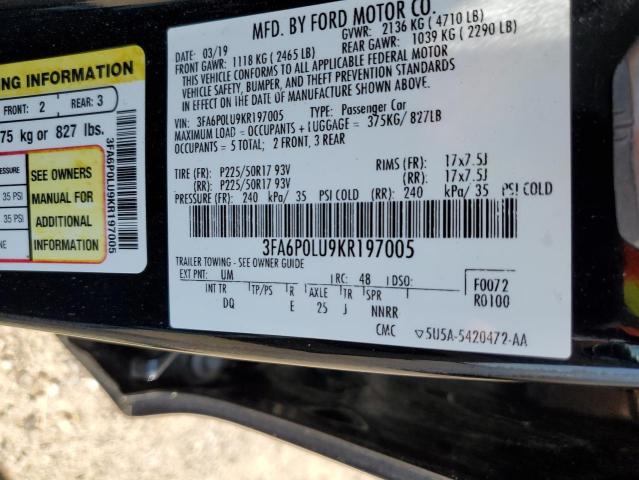 MFD. BY FORD MOTOR CO.
DATE: 03/19 GVWR: 2136 KG (4710 LB)
FRONT GAWR: 1118 KG (2465 LB) REAR GAWR: 1039 KG (2290 LB)
THIS VEHICLE CONFORMS TO ALL APPLICABLE FEDERAL MOTOR
VEHICLE SAFETY, BUMPER, AND THEFT PREVENTION STANDARDS
IN EFFECT ON THE DATE OF MANUFACTURE SHOWN ABOVE.
VIN: 3FA6P0LU9KR197005 TYPE: Passenger Car
MAXIMUM LOAD = OCCUPANTS + LUGGAGE = 375KG/ 827LB
OCCUPANTS = 5 TOTAL; 2 FRONT, 3 REAR
TIRE (FR): P225/50R17 93V RIMS (FR): 17x7.5J
(RR): P225/50R17 93V (RR): 17x7.5J
PRESSURE (FR): 240 kPa/ 35 PSI COLD (RR): 240 kPa/ 35 PSI COLD
3FA6P0LU9KR197005
TRAILER TOWING - SEE OWNER GUIDE
EXT PNT: UM RC: 48 DSO: F0072
INT TR TP/PS R AXLE TR SPR R0100
DQ E 25 J NNRR
CMC 5U5A-5420472-AA
NG INFORMATION
FRONT: 2 REAR: 3
75 kg or 827 lbs.
PRESSURE
35 PSI
35 PSI
SEE OWNERS
MANUAL FOR
ADDITIONAL
INFORMATION
3FA6P0LU9KR197005